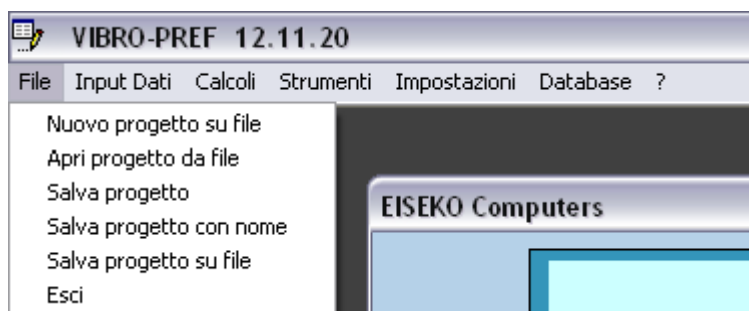 VIBRO-PREF 12.11.20
File Input Dati Calcoli Strumenti Impostazioni Database ?
Nuovo progetto su file
Apri progetto da file
Salva progetto
Salva progetto con nome
Salva progetto su file
Esci
EISEKO Computers